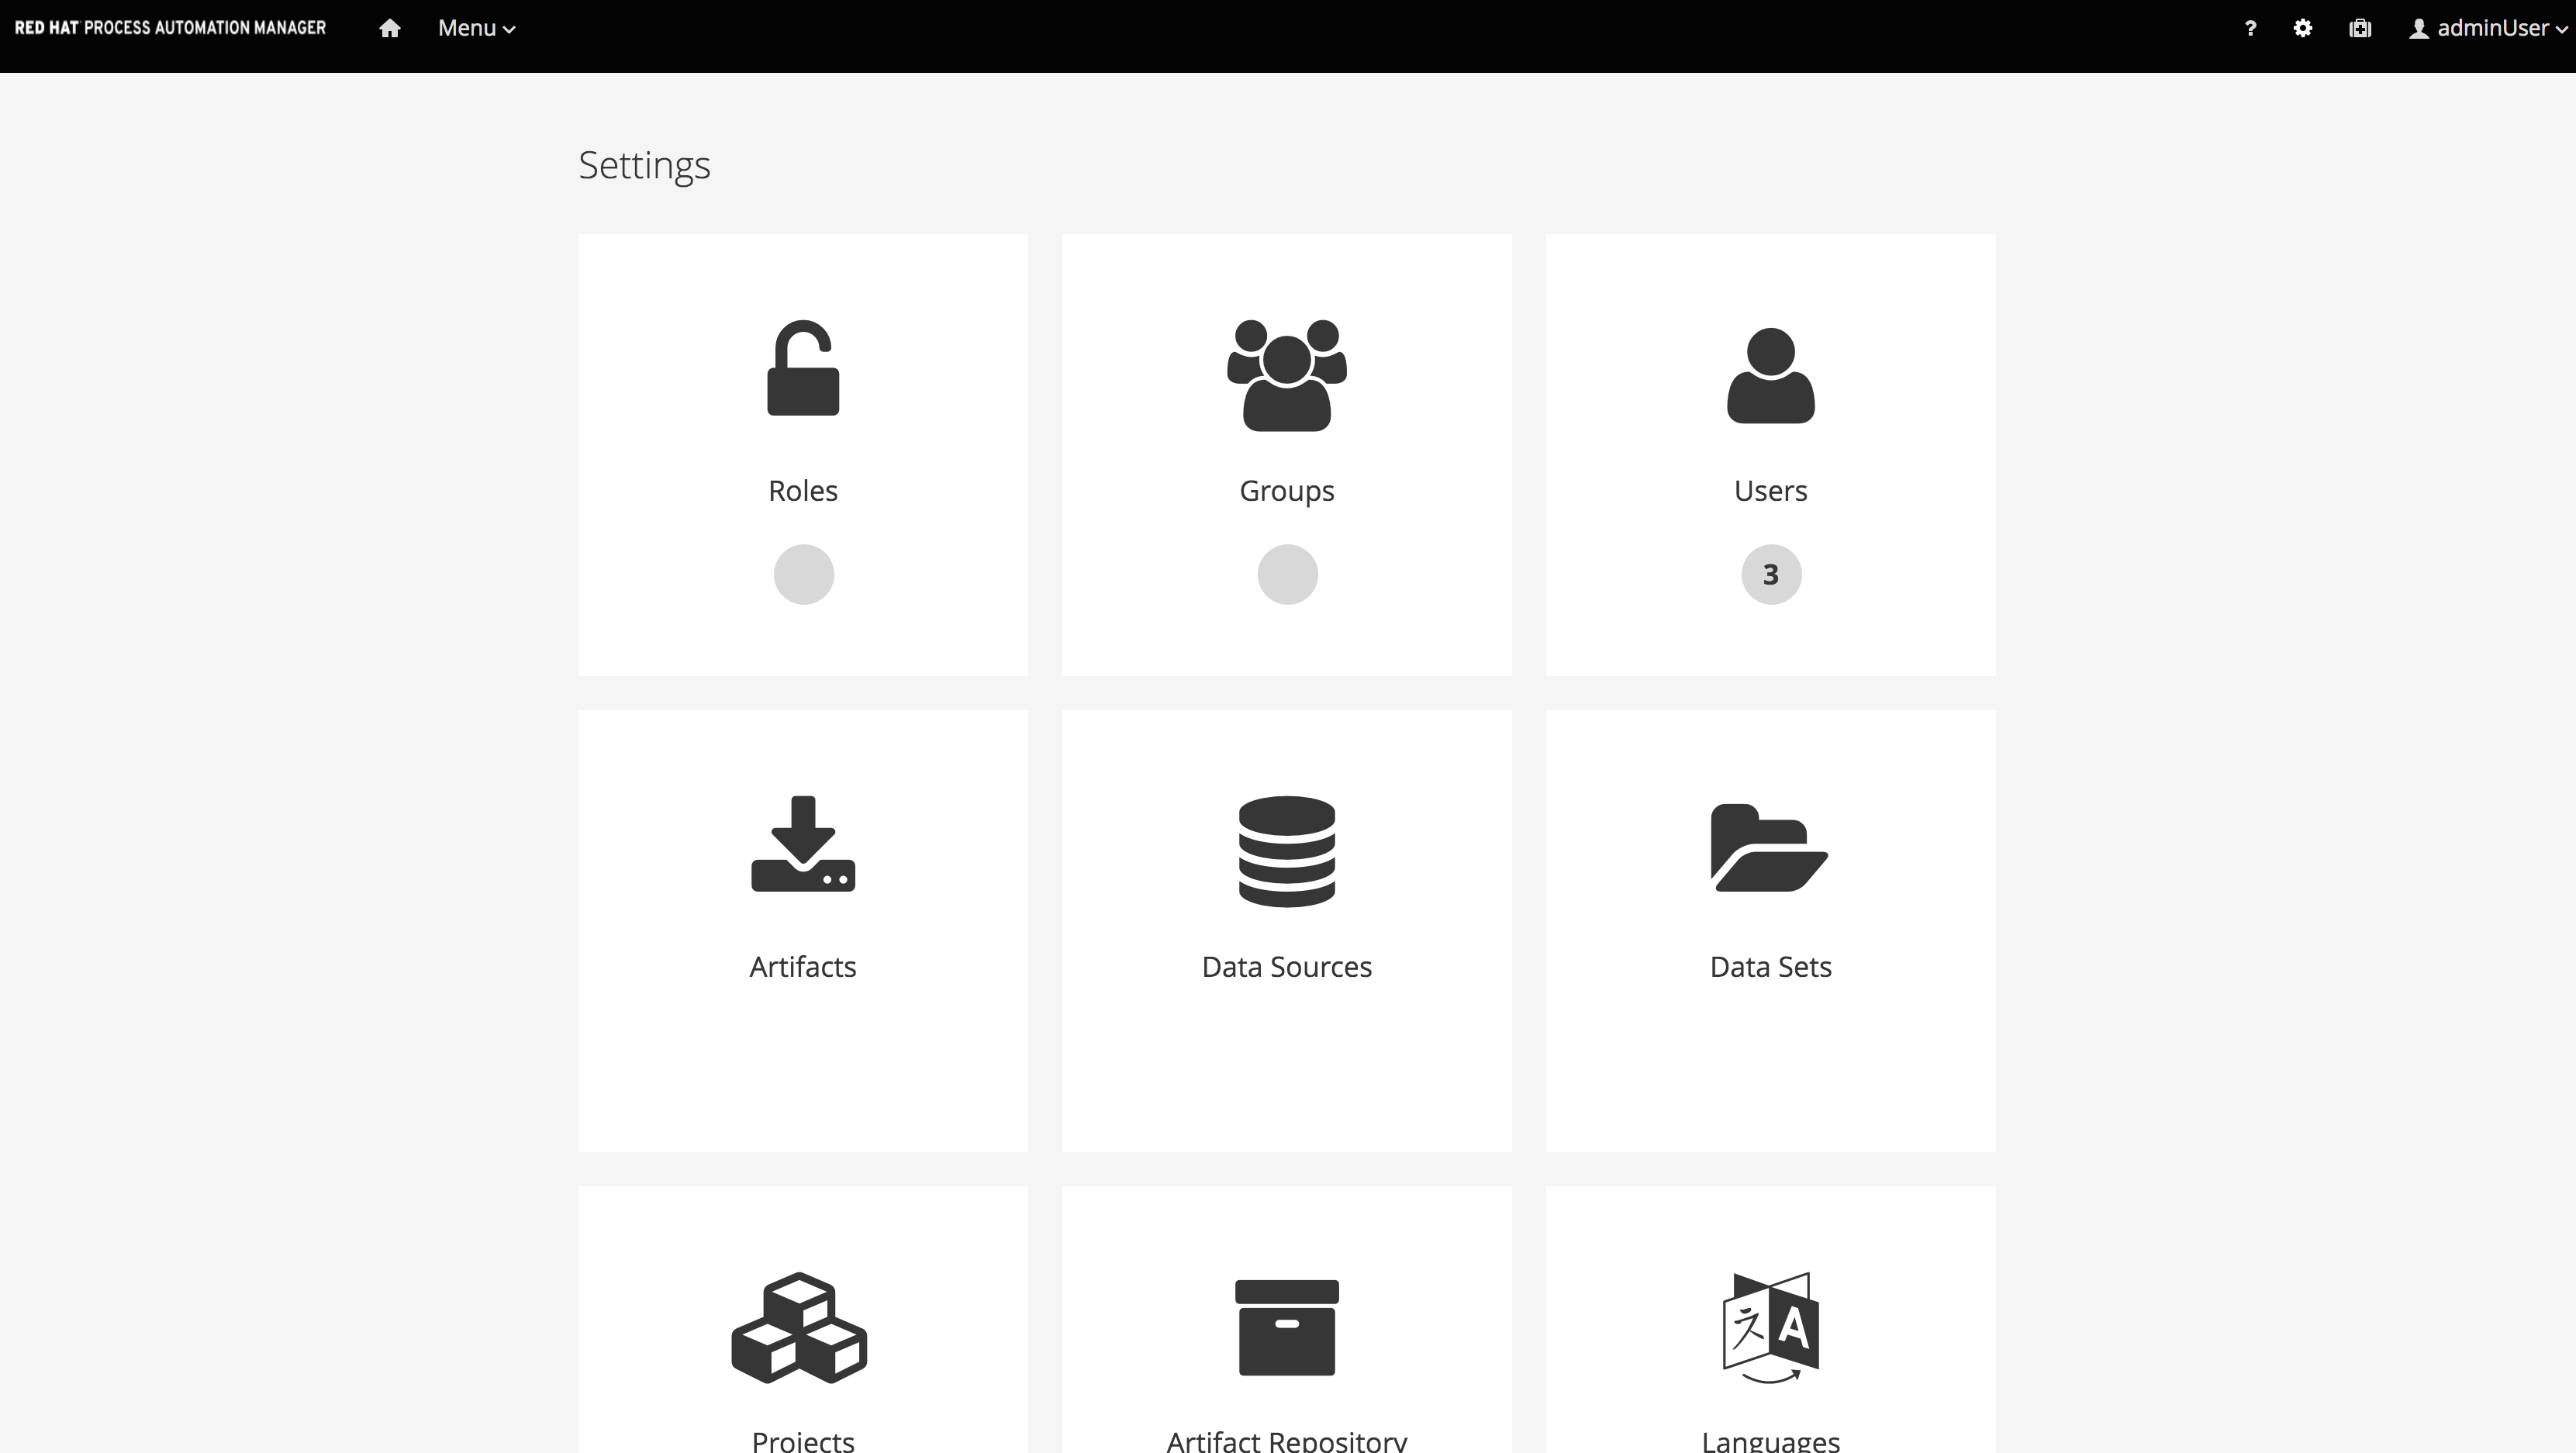 RED HAT PROCESS AUTOMATION MANAGER Menu ? adminUser
Settings
Roles Groups Users
3
Artifacts Data Sources Data Sets
文 A
Projects Artifact Repository Languages